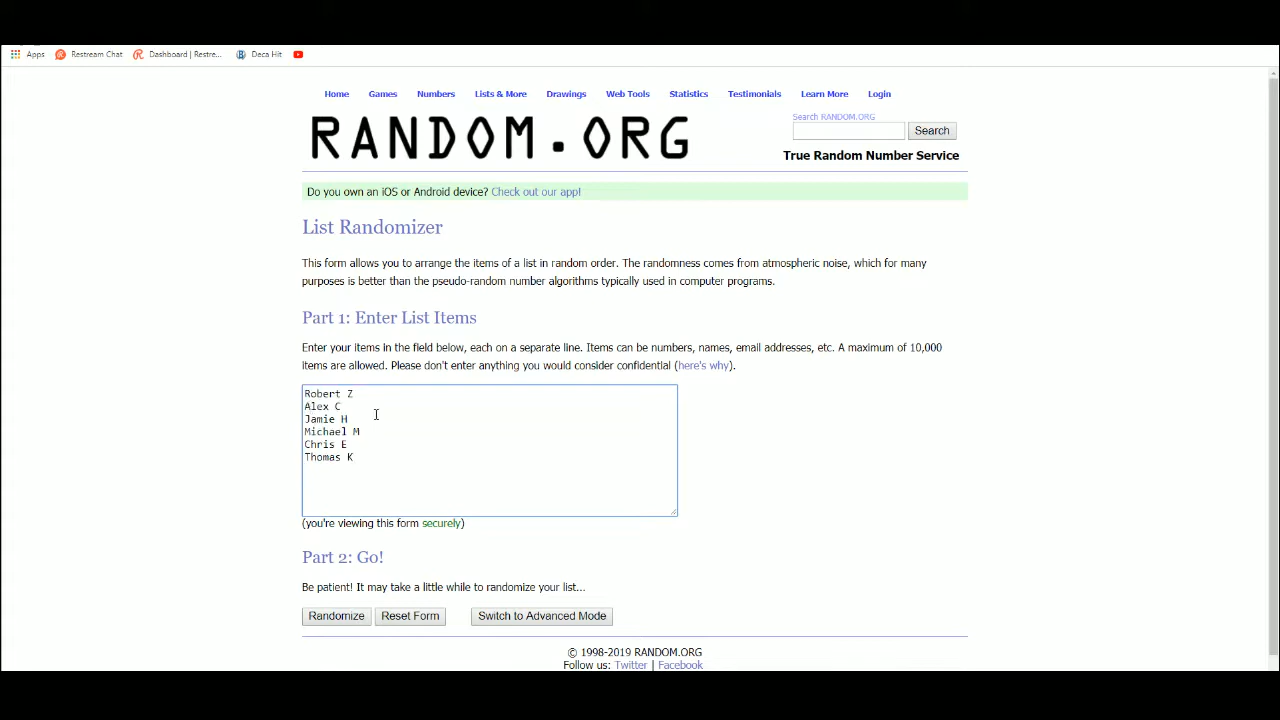 Apps Restream Chat Dashboard | Restre... Deca Hit
Home Games Numbers Lists & More Drawings Web Tools Statistics Testimonials Learn More Login
RANDOM.ORG
Search RANDOM.ORG
Search
True Random Number Service
Do you own an iOS or Android device? Check out our app!
List Randomizer
This form allows you to arrange the items of a list in random order. The randomness comes from atmospheric noise, which for many
purposes is better than the pseudo-random number algorithms typically used in computer programs.
Part 1: Enter List Items
Enter your items in the field below, each on a separate line. Items can be numbers, names, email addresses, etc. A maximum of 10,000
items are allowed. Please don't enter anything you would consider confidential (here's why).
Robert Z
Alex C
Jamie H
Michael M
Chris E
Thomas K
(you're viewing this form securely)
Part 2: Go!
Be patient! It may take a little while to randomize your list...
Randomize Reset Form Switch to Advanced Mode
© 1998-2019 RANDOM.ORG
Follow us: Twitter | Facebook